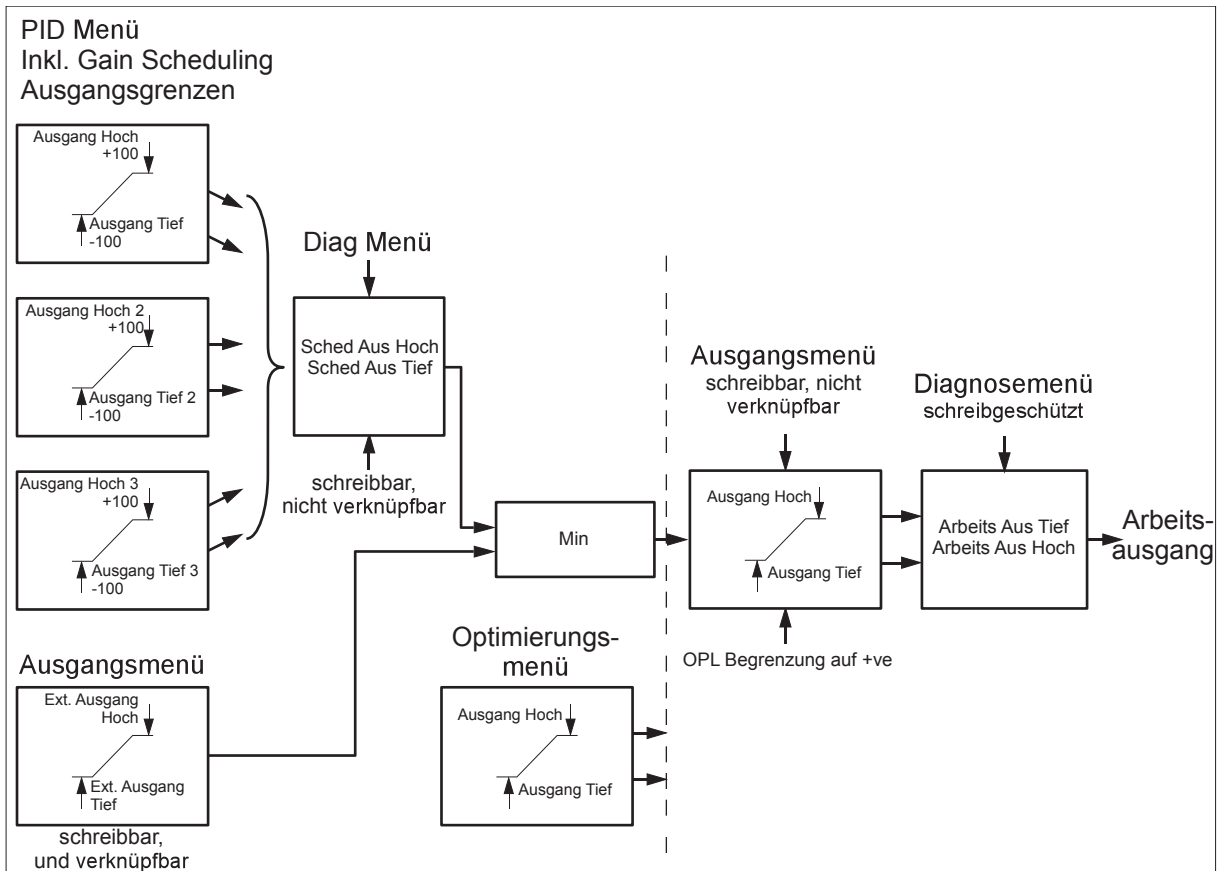 PID Menü
Inkl. Gain Scheduling
Ausgangsgrenzen
Ausgang Hoch
+100
Ausgang Tief
-100
Ausgang Hoch 2
+100
Ausgang Tief 2
-100
Ausgang Hoch 3
+100
Ausgang Tief 3
-100
Diag Menü
Sched Aus Hoch
Sched Aus Tief
schreibbar,
nicht verknüpfbar
Ausgangsmenü
Ext. Ausgang
Hoch
Ext. Ausgang
Tief
schreibbar,
und verknüpfbar
Min
Optimierungs-
menü
Ausgang Hoch
Ausgang Tief
Ausgangsmenü
schreibbar, nicht
verknüpfbar
Ausgang Hoch
Ausgang Tief
OPL Begrenzung auf +ve
Diagnosemenü
schreibgeschützt
Arbeits Aus Tief
Arbeits Aus Hoch
Arbeits-
ausgang